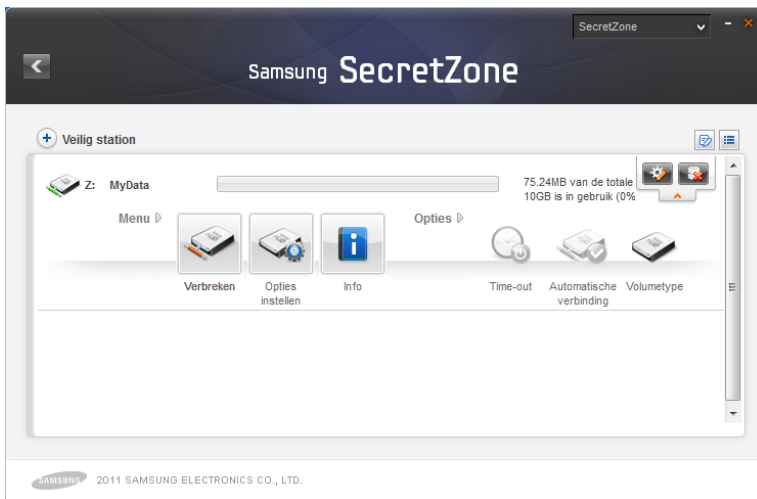 SecretZone
Samsung SecretZone
Veilig station
Z: MyData
75.24MB van de totale
10GB is in gebruik (0%
Menu
Opties
Verbreken
Opties
instellen
Info
Time-out
Automatische
verbinding
Volumetype
SAMSUNG 2011 SAMSUNG ELECTRONICS CO., LTD.